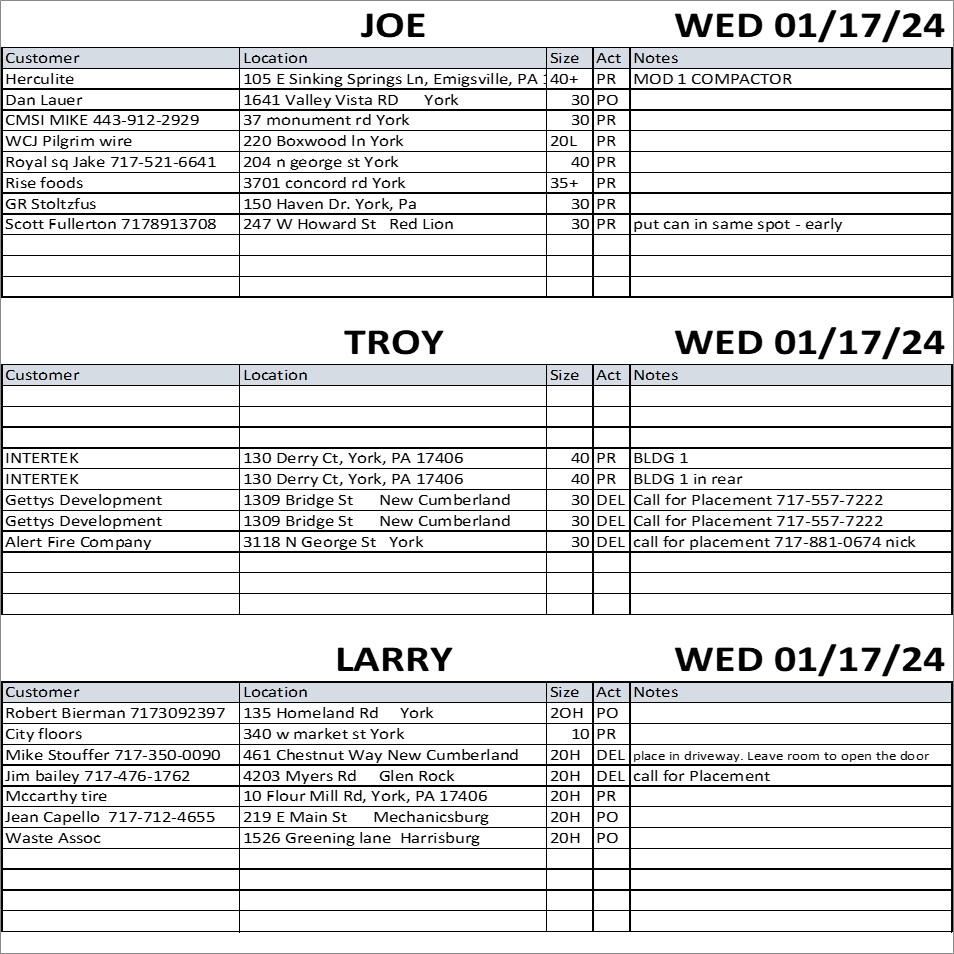 JOE WED 01/17/24
Customer Location Size Act Notes
Herculite 105 E Sinking Springs Ln, Emigsville, PA 40+ PR MOD 1 COMPACTOR
Dan Lauer 1641 Valley Vista RD York 30 PO
CMSI MIKE 443-912-2929 37 monument rd York 30 PR
WCJ Pilgrim wire 220 Boxwood ln York 20L PR
Royal sq Jake 717-521-6641 204 n george st York 40 PR
Rise foods 3701 concord rd York 35+ PR
GR Stoltzfus 150 Haven Dr. York, Pa 30 PR
Scott Fullerton 7178913708 247 W Howard St Red Lion 30 PR put can in same spot - early
TROY WED 01/17/24
Customer Location Size Act Notes
INTERTEK 130 Derry Ct, York, PA 17406 40 PR BLDG 1
INTERTEK 130 Derry Ct, York, PA 17406 40 PR BLDG 1 in rear
Gettys Development 1309 Bridge St New Cumberland 30 DEL Call for Placement 717-557-7222
Gettys Development 1309 Bridge St New Cumberland 30 DEL Call for Placement 717-557-7222
Alert Fire Company 3118 N George St York 30 DEL call for placement 717-881-0674 nick
LARRY WED 01/17/24
Customer Location Size Act Notes
Robert Bierman 7173092397 135 Homeland Rd York 2OH PO
City floors 340 w market st York 10 PR
Mike Stouffer 717-350-0090 461 Chestnut Way New Cumberland 20H DEL place in driveway. Leave room to open the door
Jim bailey 717-476-1762 4203 Myers Rd Glen Rock 20H DEL call for Placement
Mccarthy tire 10 Flour Mill Rd, York, PA 17406 20H PR
Jean Capello 717-712-4655 219 E Main St Mechanicsburg 20H PO
Waste Assoc 1526 Greening lane Harrisburg 20H PO